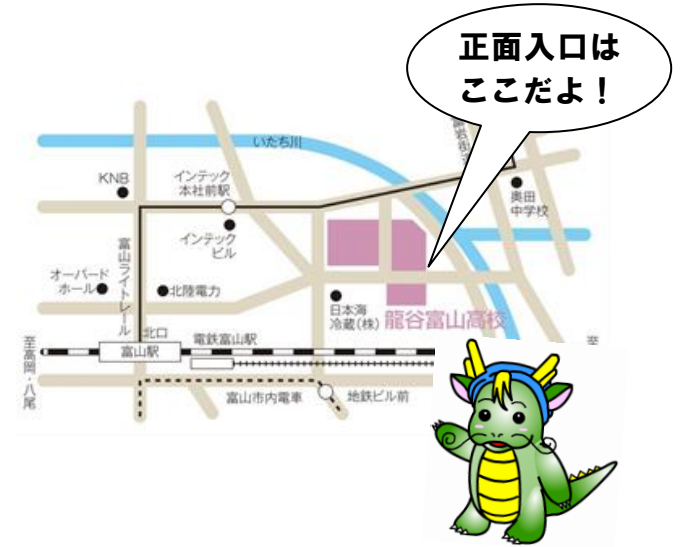 正面入口は
ここだよ！
いたち川
KNB
インテック
本社前駅
奥田
中学校
インテック
ビル
富山ライトレール
オーバード
ホール
北陸電力
日本海
冷蔵(株)
龍谷富山高校
北口
電鉄富山駅
富山駅
至高岡・八尾
至
富山市内電車
地鉄ビル前